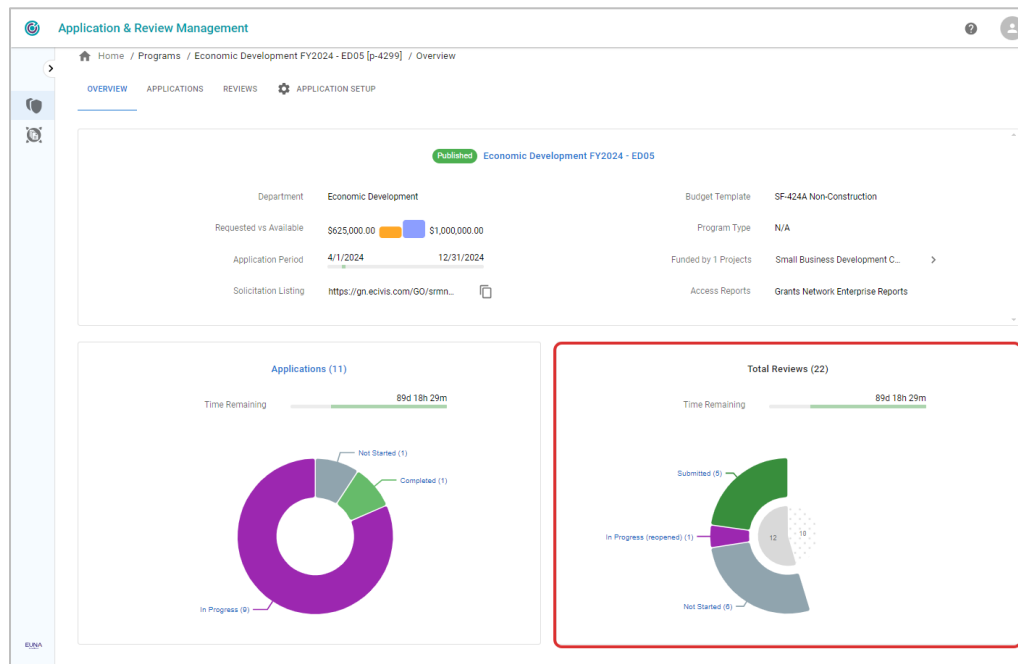 Application & Review Management
Home / Programs / Economic Development FY2024 - ED05 [p-4299] / Overview
OVERVIEW APPLICATIONS REVIEWS APPLICATION SETUP
Published Economic Development FY2024 - ED05
Department Economic Development Budget Template SF-424A Non-Construction
Requested vs Available $625,000.00 $1,000,000.00 Program Type N/A
Application Period 4/1/2024 12/31/2024 Funded by 1 Projects Small Business Development C...
Solicitation Listing https://gn.ecivis.com/GO/srmn... Access Reports Grants Network Enterprise Reports
Applications (11)
Time Remaining 89d 18h 29m
Not Started (1)
Completed (1)
In Progress (9)
Total Reviews (22)
Time Remaining 89d 18h 29m
Submitted (5)
In Progress (reopened) (1)
12 10
Not Started (6)
EUNA